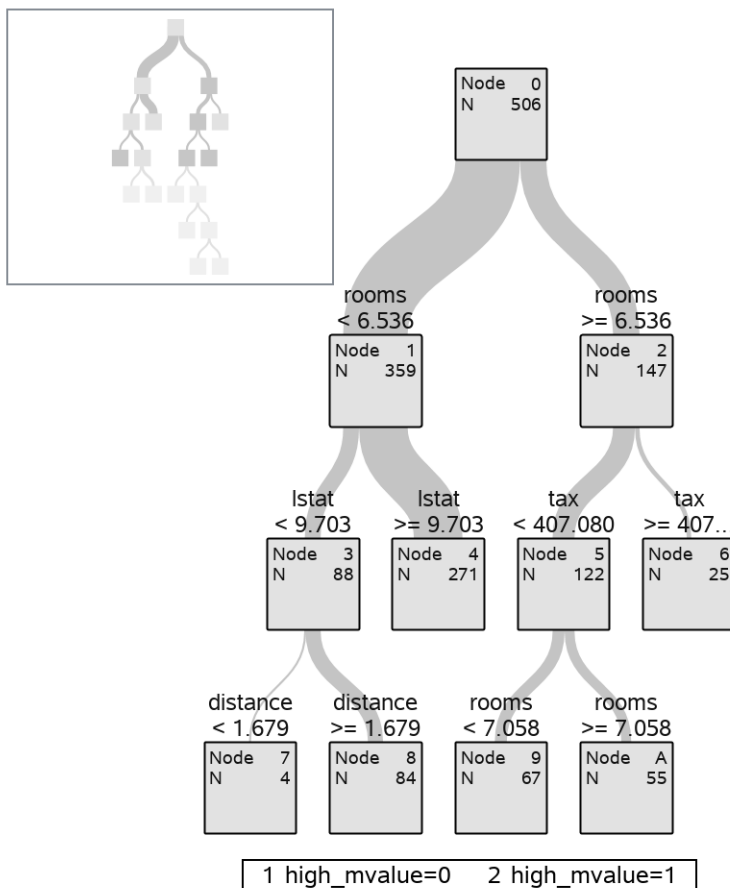 Node 0
N 506
rooms
< 6.536
rooms
>= 6.536
Node 1
N 359
Node 2
N 147
lstat
< 9.703
lstat
>= 9.703
tax
< 407.080
tax
>= 407...
Node 3
N 88
Node 4
N 271
Node 5
N 122
Node 6
N 25
distance
< 1.679
distance
>= 1.679
rooms
< 7.058
rooms
>= 7.058
Node 7
N 4
Node 8
N 84
Node 9
N 67
Node A
N 55
1 high_mvalue=0 2 high_mvalue=1